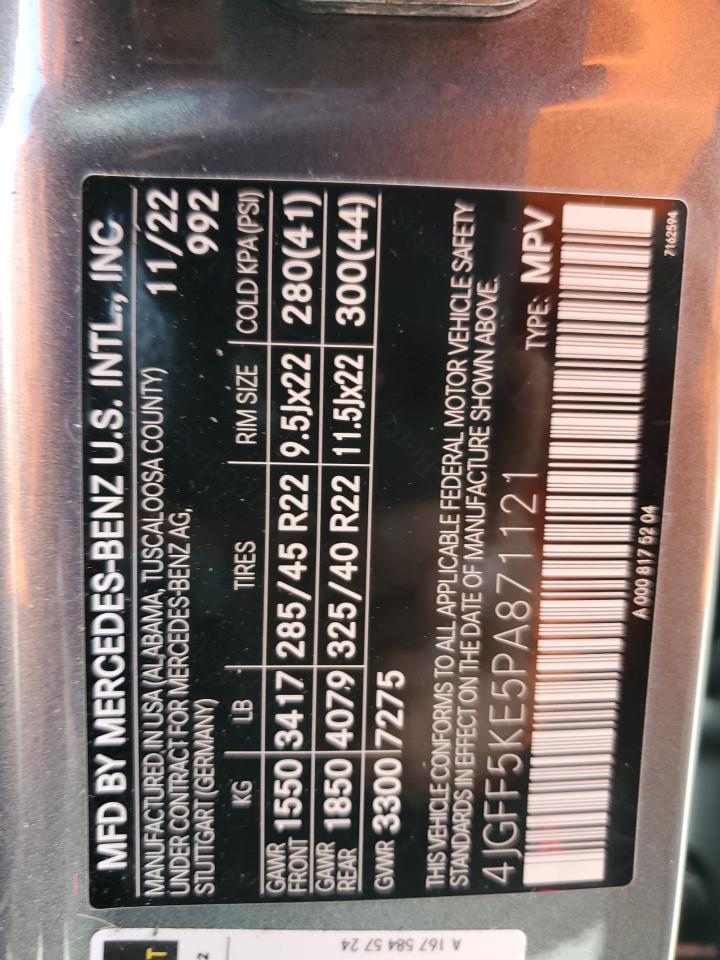 MFD BY MERCEDES-BENZ U.S. INTL., INC
MANUFACTURED IN USA (ALABAMA, TUSCALOOSA COUNTY) 11/22
UNDER CONTRACT FOR MERCEDES-BENZ AG, 992
STUTTGART (GERMANY)
KG LB TIRES RIM SIZE COLD KPA (PSI)
GAWR FRONT 1550 3417 285/45 R22 9.5Jx22 280(41)
GAWR REAR 1850 4079 325/40 R22 11.5Jx22 300(44)
GVWR 3300 7275
THIS VEHICLE CONFORMS TO ALL APPLICABLE FEDERAL MOTOR VEHICLE SAFETY
STANDARDS IN EFFECT ON THE DATE OF MANUFACTURE SHOWN ABOVE.
4JGFF5KE5PA871121 TYPE: MPV
A 000 817 52 04 7162594
A 167 584 57 24
T
2